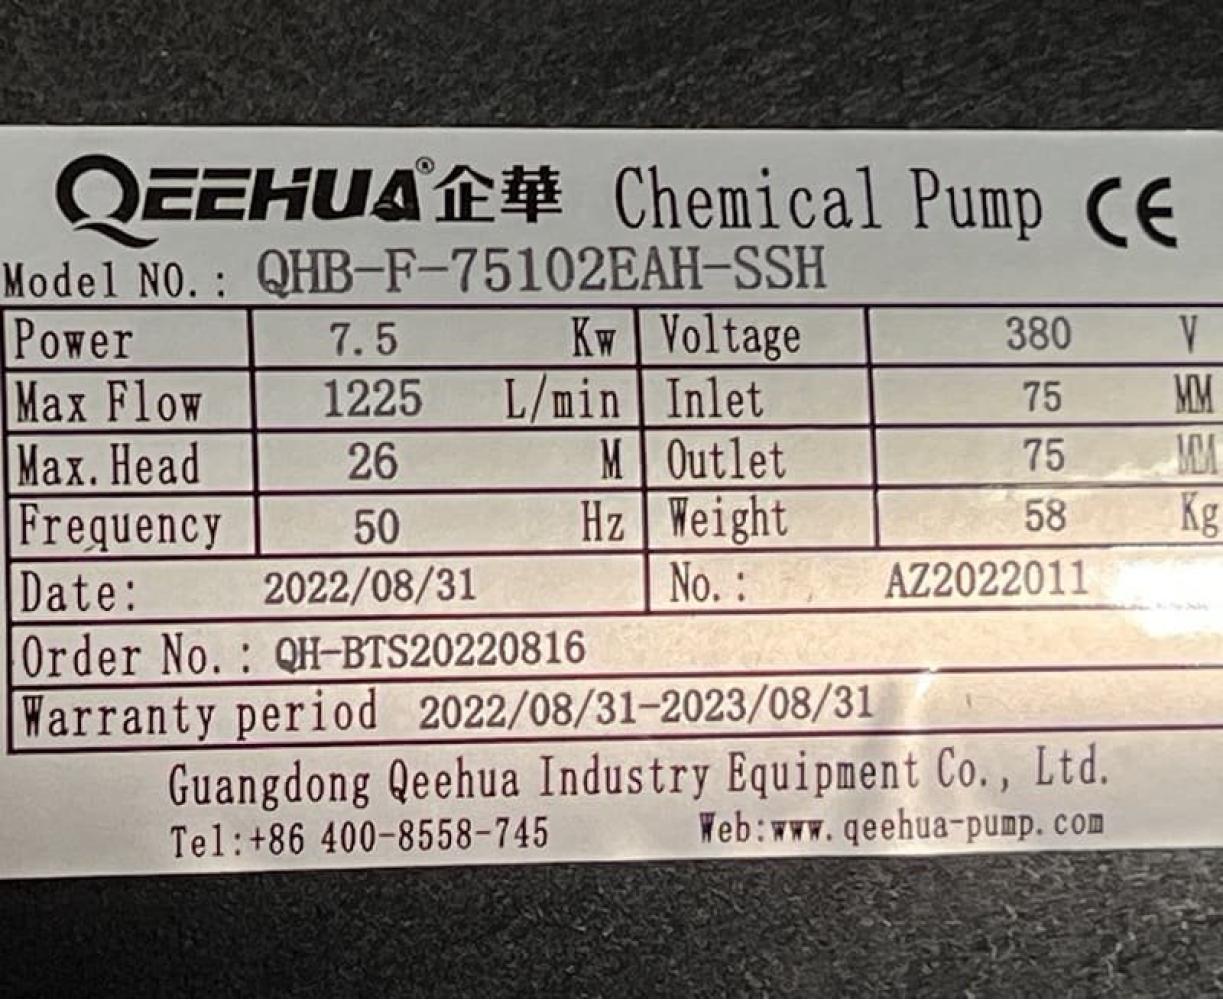 QEEHUA® 企華 Chemical Pump CE
Model NO.: QHB-F-75102EAH-SSH
Power 7.5 Kw Voltage 380 V
Max Flow 1225 L/min Inlet 75 MM
Max. Head 26 M Outlet 75 MM
Frequency 50 Hz Weight 58 Kg
Date: 2022/08/31 No.: AZ2022011
Order No.: QH-BTS20220816
Warranty period 2022/08/31-2023/08/31
Guangdong Qeehua Industry Equipment Co., Ltd.
Tel:+86 400-8558-745 Web:www.qeehua-pump.com